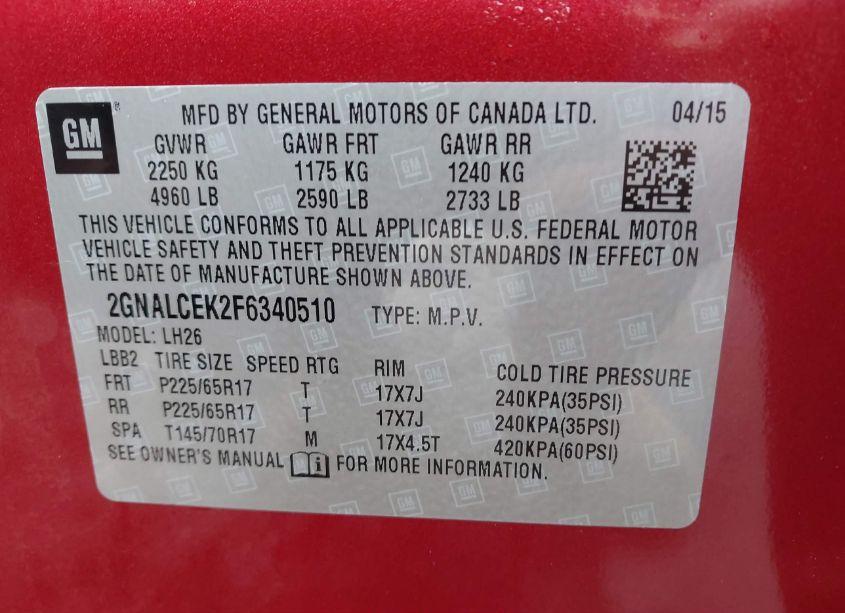 GM ® MFD BY GENERAL MOTORS OF CANADA LTD. 04/15
GVWR GAWR FRT GAWR RR
2250 KG 1175 KG 1240 KG
4960 LB 2590 LB 2733 LB
THIS VEHICLE CONFORMS TO ALL APPLICABLE U.S. FEDERAL MOTOR
VEHICLE SAFETY AND THEFT PREVENTION STANDARDS IN EFFECT ON
THE DATE OF MANUFACTURE SHOWN ABOVE.
2GNALCEK2F6340510 TYPE: M.P.V.
MODEL: LH26
LBB2 TIRE SIZE SPEED RTG RIM COLD TIRE PRESSURE
FRT P225/65R17 T 17X7J 240KPA(35PSI)
RR P225/65R17 T 17X7J 240KPA(35PSI)
SPA T145/70R17 M 17X4.5T 420KPA(60PSI)
SEE OWNER'S MANUAL FOR MORE INFORMATION.